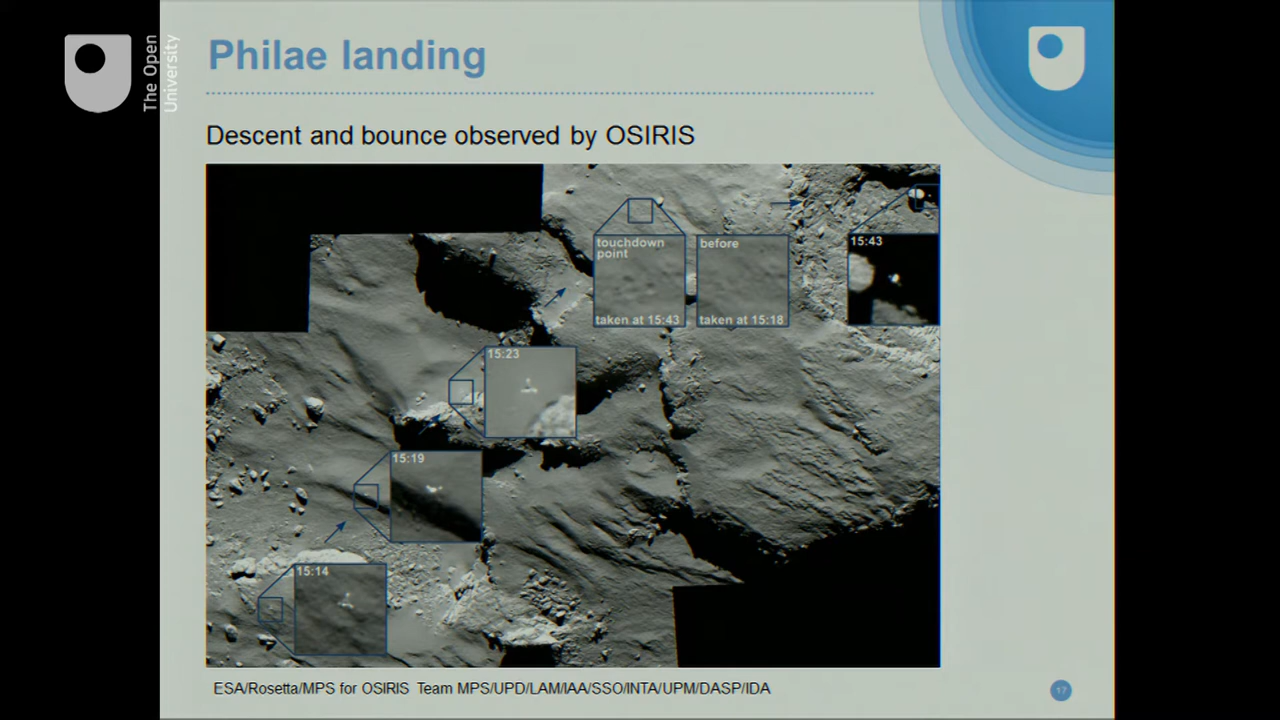 The Open
University
Philae landing
Descent and bounce observed by OSIRIS
touchdown
point
taken at 15:43
before
taken at 15:18
15:43
15:23
15:19
15:14
ESA/Rosetta/MPS for OSIRIS Team MPS/UPD/LAM/IAA/SSO/INTA/UPM/DASP/IDA
17